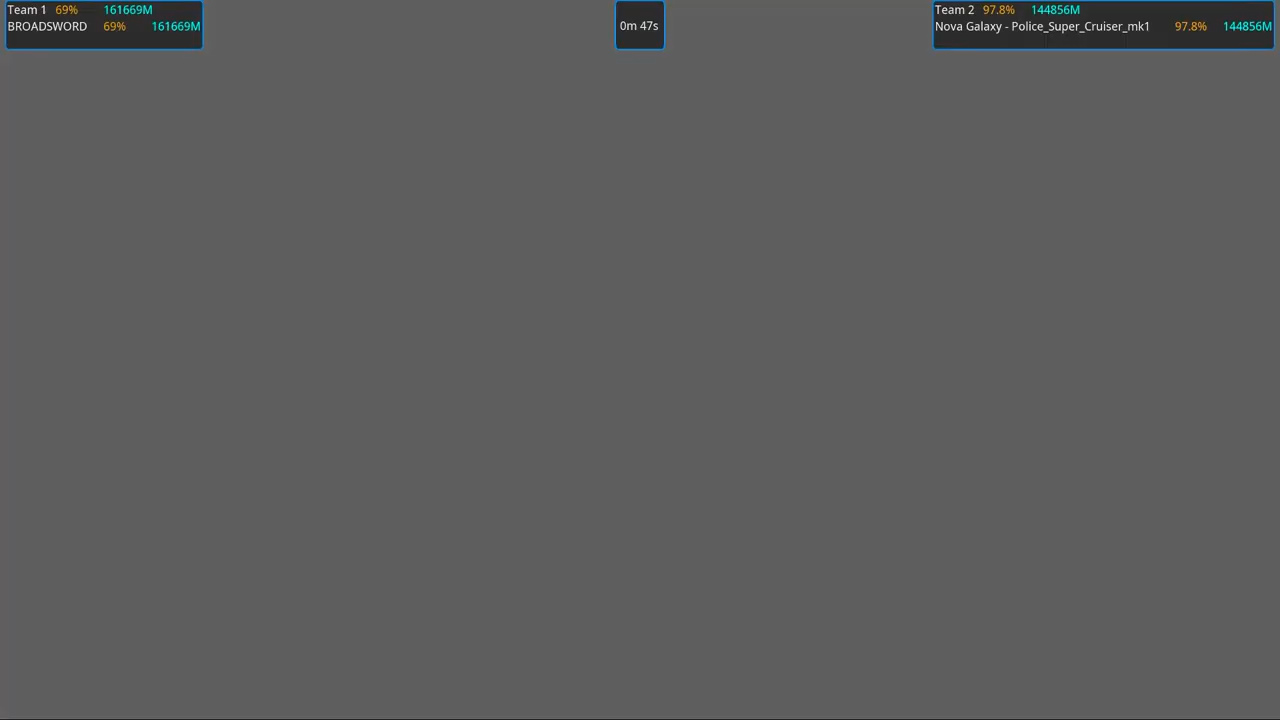 Team 1 69% 161669M
BROADSWORD 69% 161669M
0m 47s
Team 2 97.8% 144856M
Nova Galaxy - Police_Super_Cruiser_mk1 97.8% 144856M